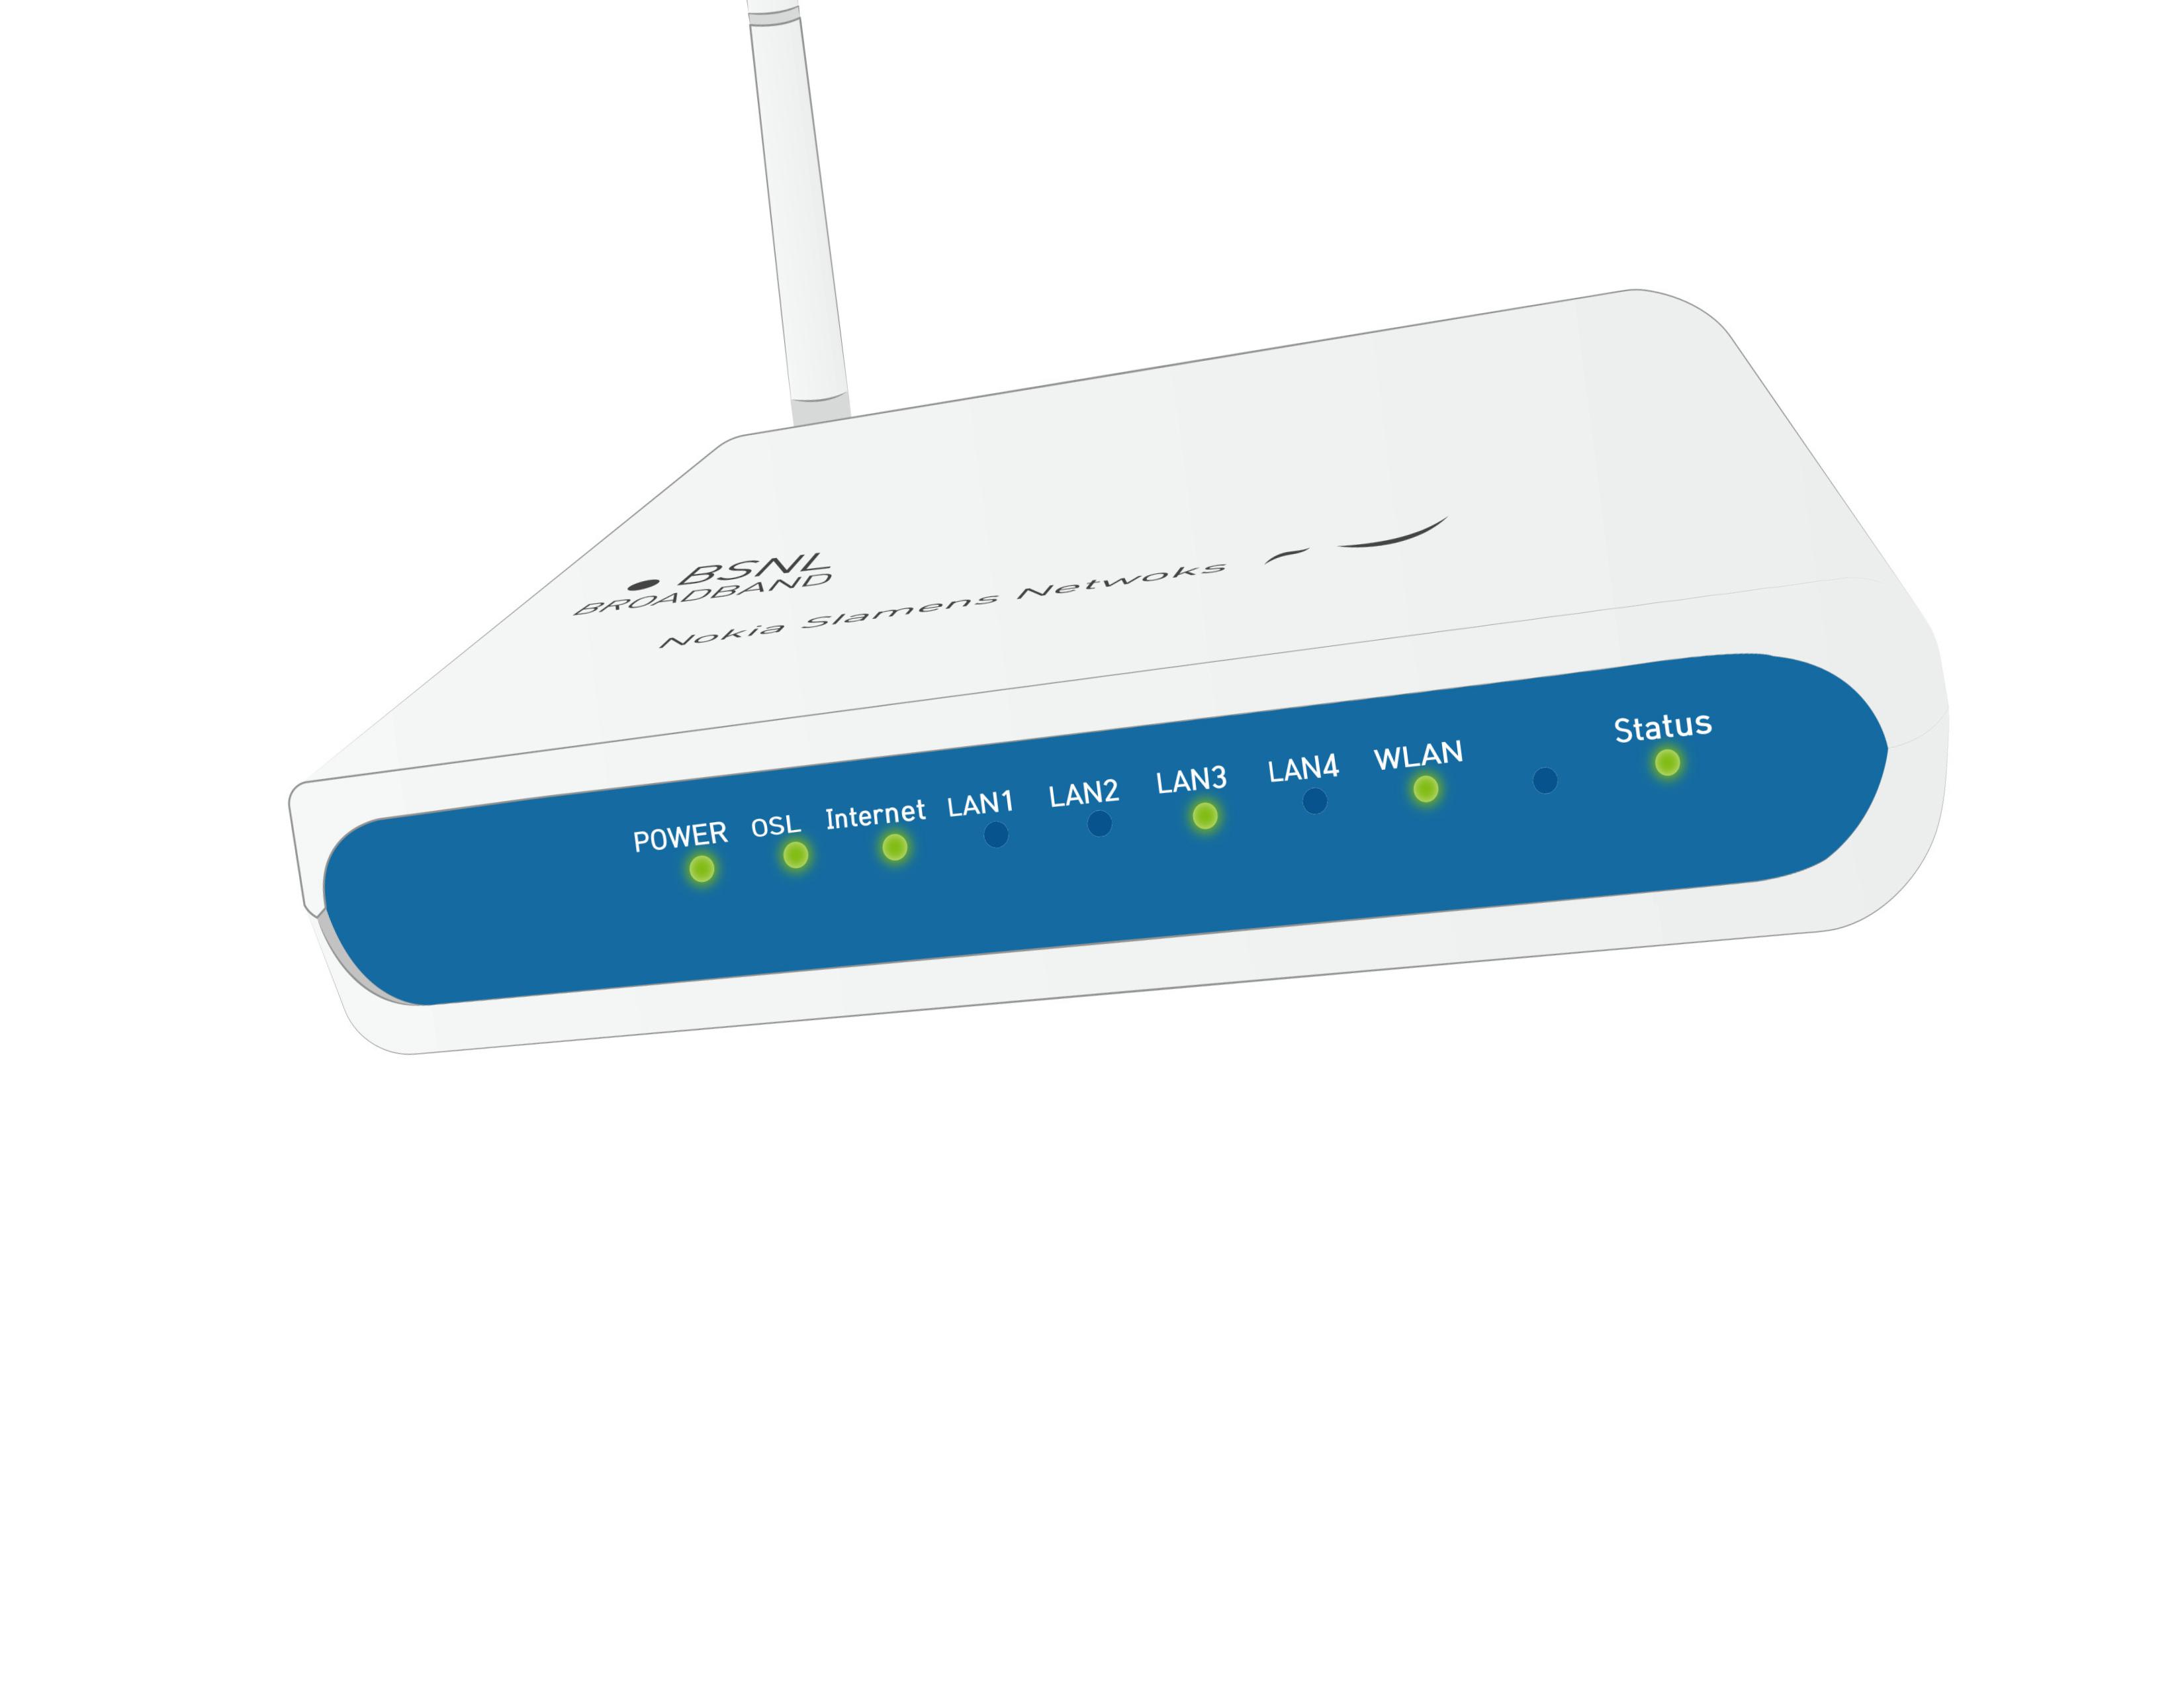 BSNL
BROADBAND
Nokia Slamens Netwoks
POWER OSL Internet LAN1 LAN2 LAN3 LAN4 WLAN Status